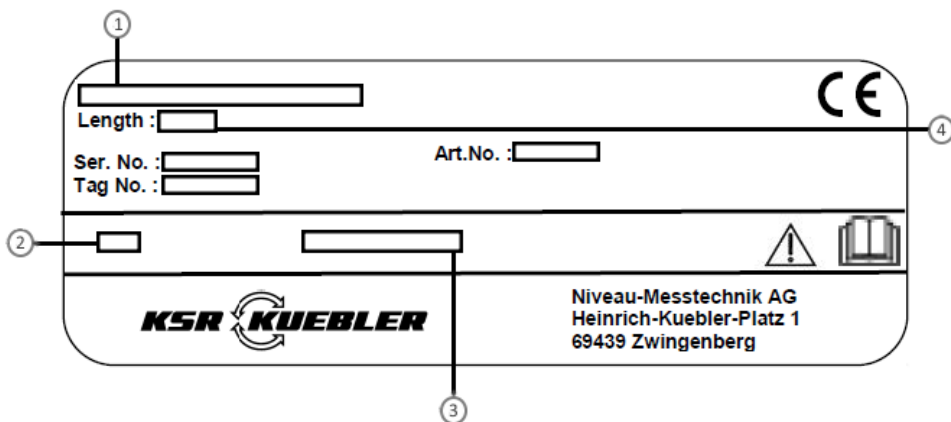 1
CE
Length :
4
Art.No. :
Ser. No. :
Tag No. :
2
KSR KUEBLER
Niveau-Messtechnik AG
Heinrich-Kuebler-Platz 1
69439 Zwingenberg
3